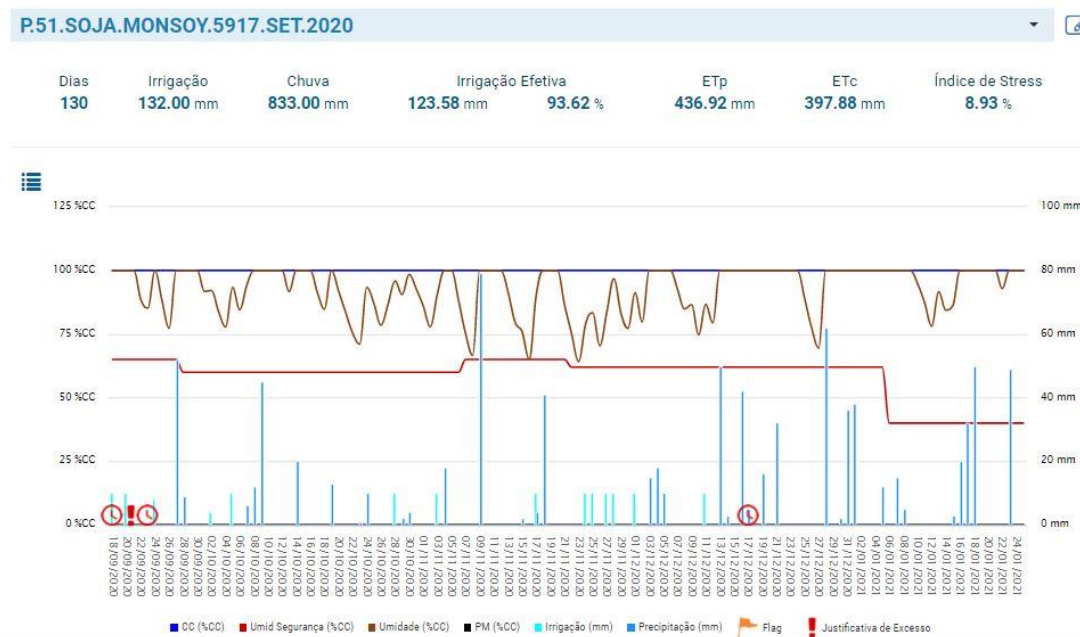 P.51.SOJA.MONSOY.5917.SET.2020
Dias Irrigação Chuva Irrigação Efetiva ETp ETc Índice de Stress
130 132.00 mm 833.00 mm 123.58 mm 93.62 % 436.92 mm 397.88 mm 8.93 %
125 %CC 100 mm
100 %CC 80 mm
75 %CC 60 mm
50 %CC 40 mm
25 %CC 20 mm
0 %CC 0 mm
18/09/2020 20/09/2020 22/09/2020 24/09/2020 26/09/2020 28/09/2020 30/09/2020 02/10/2020 04/10/2020 06/10/2020 08/10/2020 10/10/2020 12/10/2020 14/10/2020 16/10/2020 18/10/2020 20/10/2020 22/10/2020 24/10/2020 26/10/2020 28/10/2020 30/10/2020 01/11/2020 03/11/2020 05/11/2020 07/11/2020 09/11/2020 11/11/2020 13/11/2020 15/11/2020 17/11/2020 19/11/2020 21/11/2020 23/11/2020 25/11/2020 27/11/2020 29/11/2020 01/12/2020 03/12/2020 05/12/2020 07/12/2020 09/12/2020 11/12/2020 13/12/2020 15/12/2020 17/12/2020 19/12/2020 21/12/2020 23/12/2020 25/12/2020 27/12/2020 29/12/2020 31/12/2020 02/01/2021 04/01/2021 06/01/2021 08/01/2021 10/01/2021 12/01/2021 14/01/2021 16/01/2021 18/01/2021 20/01/2021 22/01/2021 24/01/2021
CC (%CC) Umid Segurança (%CC) Umidade (%CC) PM (%CC) Irrigação (mm) Precipitação (mm) Flag Justificativa de Excesso